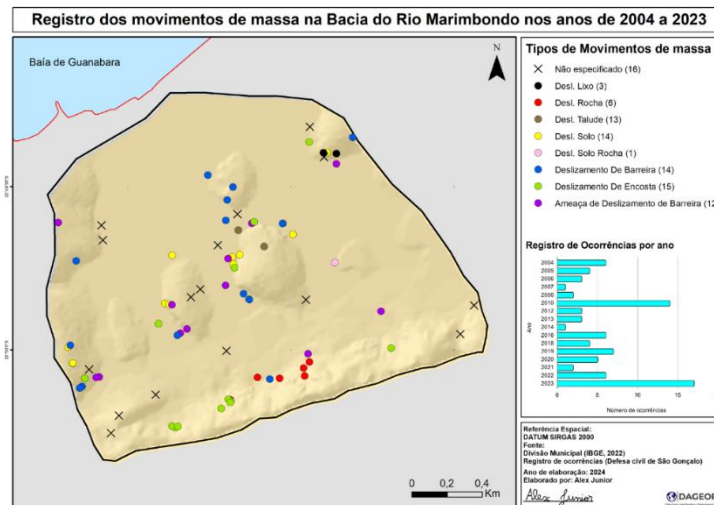 Registro dos movimentos de massa na Bacia do Rio Marimbondo nos anos de 2004 a 2023
Baía de Guanabara
N
Tipos de Movimentos de massa
Não especificado (16)
Desl. Lixo (3)
Desl. Rocha (6)
Desl. Talude (13)
Desl. Solo (14)
Desl. Solo Rocha (1)
Deslizamento De Barreira (14)
Deslizamento De Encosta (15)
Ameaça de Deslizamento de Barreira (12
Registro de Ocorrências por ano
2004
2005
2006
2007
2008
2010
2012
2013
2014
2016
2018
2019
2020
2021
2022
2023
Ano
0 5 10 15
Número de ocorrências
0 0,2 0,4
Km
Referência Espacial:
DATUM SIRGAS 2000
Fonte:
Divisão Municipal (IBGE, 2022)
Registro de ocorrências (Defesa civil de São Gonçalo)
Ano de elaboração: 2024
Elaborado por: Alex Junior
Alex Junior
DAGEOP